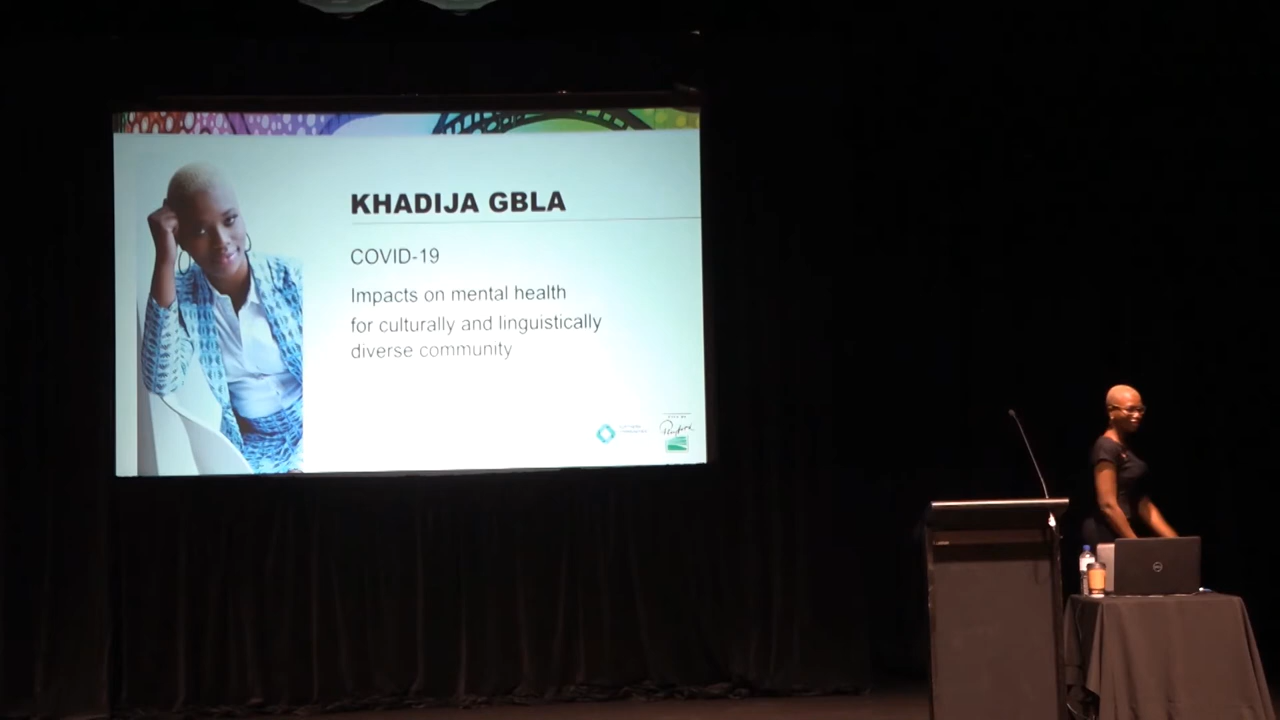 KHADIJA GBLA
COVID-19
Impacts on mental health
for culturally and linguistically
diverse community